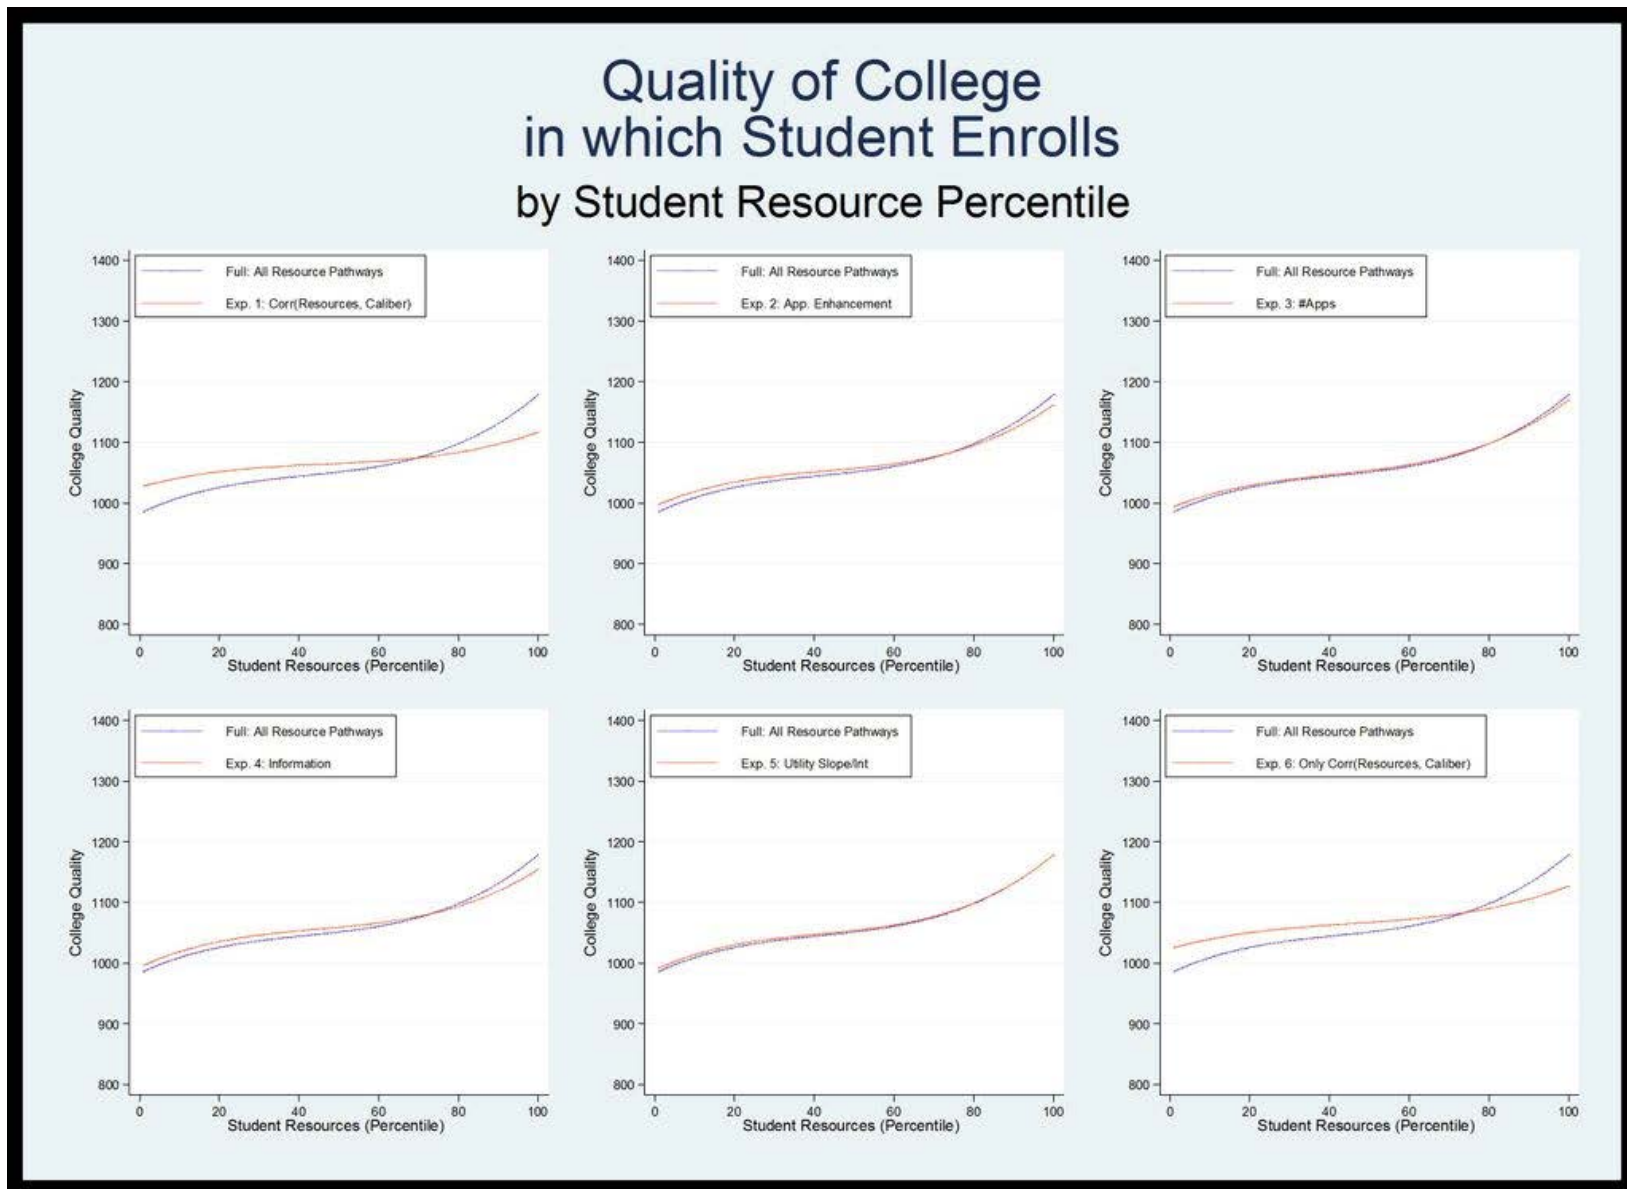 Quality of College
in which Student Enrolls
by Student Resource Percentile
1400
1300
1200
1100
1000
900
800
College Quality
Full: All Resource Pathways
Exp. 1: Corr(Resources, Caliber)
0 20 40 60 80 100
Student Resources (Percentile)
1400
1300
1200
1100
1000
900
800
College Quality
Full: All Resource Pathways
Exp. 2: App. Enhancement
0 20 40 60 80 100
Student Resources (Percentile)
1400
1300
1200
1100
1000
900
800
College Quality
Full: All Resource Pathways
Exp. 3: #Apps
0 20 40 60 80 100
Student Resources (Percentile)
1400
1300
1200
1100
1000
900
800
College Quality
Full: All Resource Pathways
Exp. 4: Information
0 20 40 60 80 100
Student Resources (Percentile)
1400
1300
1200
1100
1000
900
800
College Quality
Full: All Resource Pathways
Exp. 5: Utility Slope/Int
0 20 40 60 80 100
Student Resources (Percentile)
1400
1300
1200
1100
1000
900
800
College Quality
Full: All Resource Pathways
Exp. 6: Only Corr(Resources, Caliber)
0 20 40 60 80 100
Student Resources (Percentile)